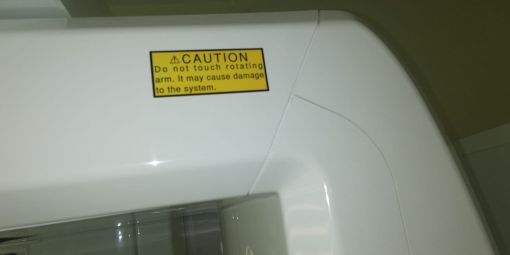 ⚠CAUTION
Do not touch rotating
arm. It may cause damage
to the system.